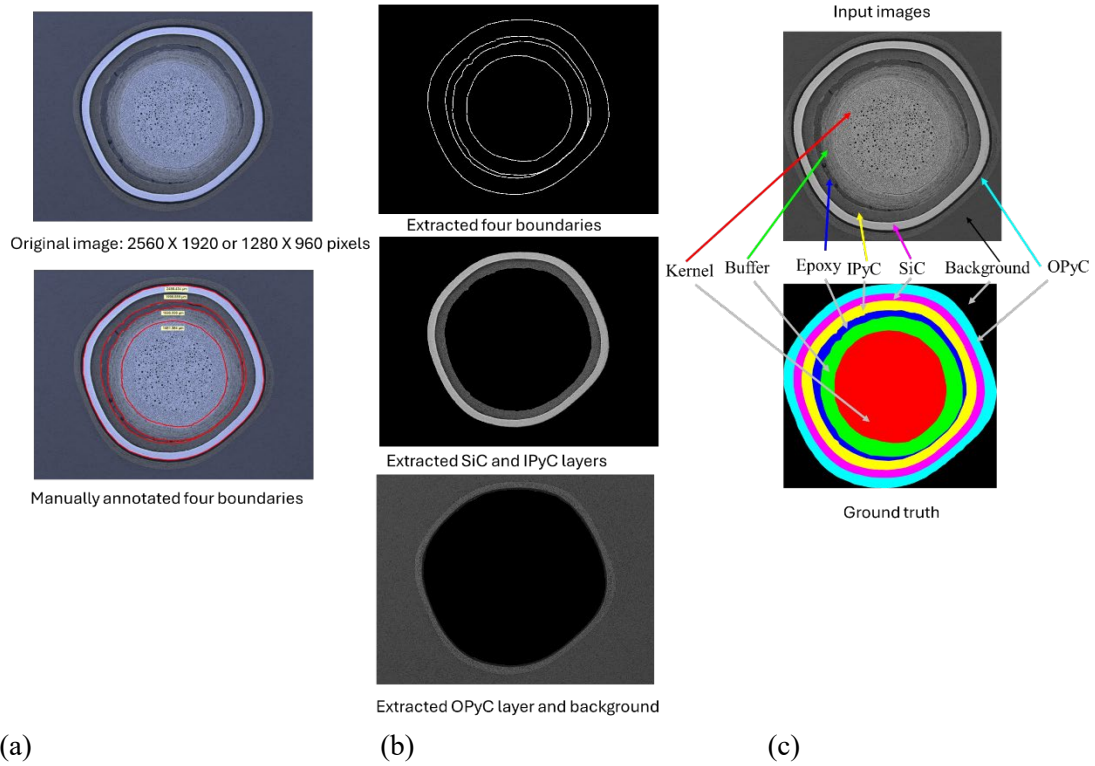 Original image: 2560 X 1920 or 1280 X 960 pixels
Manually annotated four boundaries
(a)
Extracted four boundaries
Extracted SiC and IPyC layers
Extracted OPyC layer and background
(b)
Input images
Kernel Buffer Epoxy IPyC SiC Background OPyC
Ground truth
(c)